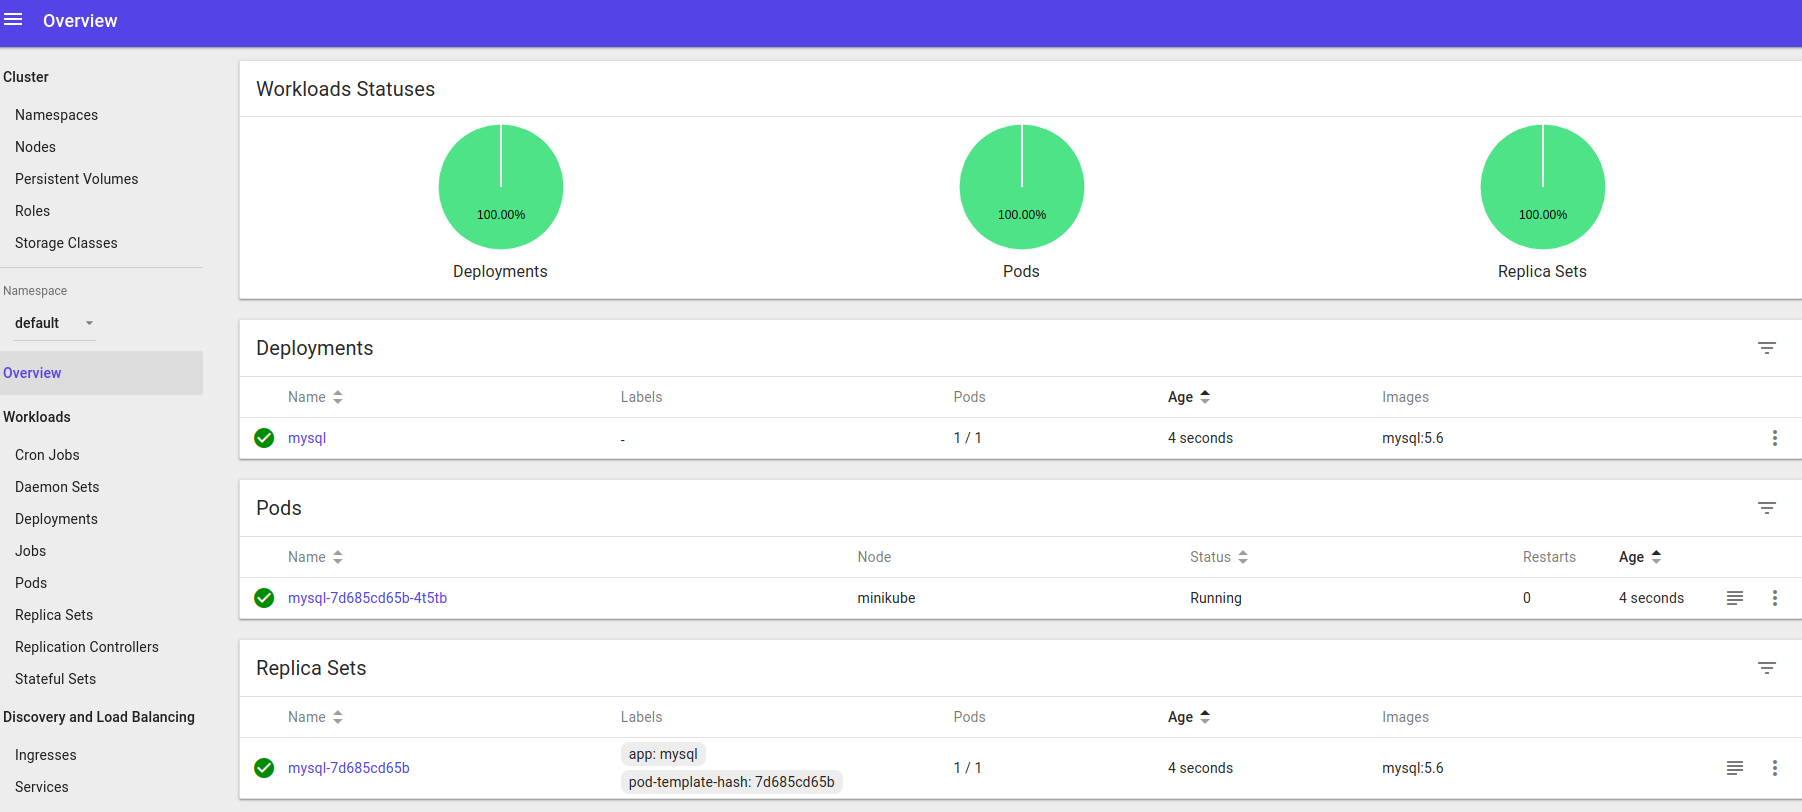 Overview
Cluster
Namespaces
Nodes
Persistent Volumes
Roles
Storage Classes
Namespace
default
Overview
Workloads
Cron Jobs
Daemon Sets
Deployments
Jobs
Pods
Replica Sets
Replication Controllers
Stateful Sets
Discovery and Load Balancing
Ingresses
Services
Workloads Statuses
100.00% 100.00% 100.00%
Deployments Pods Replica Sets
Deployments
Name Labels Pods Age Images
mysql - 1 / 1 4 seconds mysql:5.6
Pods
Name Node Status Restarts Age
mysql-7d685cd65b-4t5tb minikube Running 0 4 seconds
Replica Sets
Name Labels Pods Age Images
app: mysql
mysql-7d685cd65b 1 / 1 4 seconds mysql:5.6
pod-template-hash: 7d685cd65b